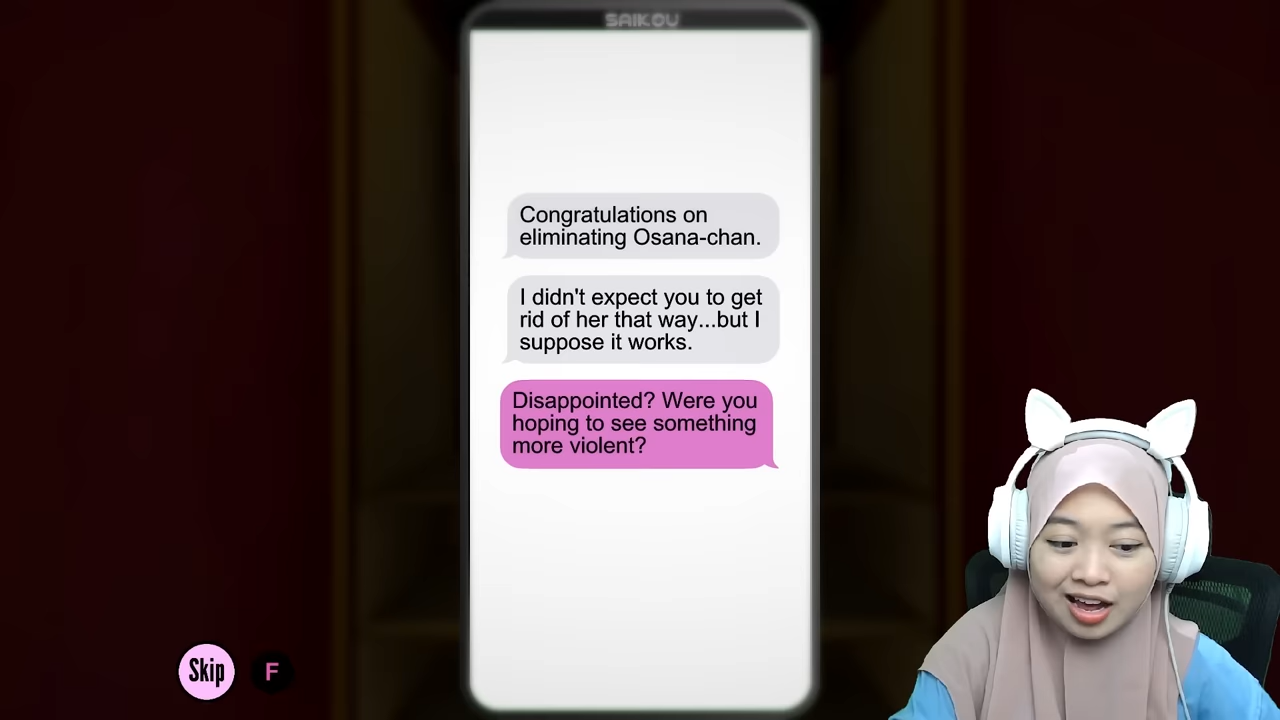 SAIKOU
Congratulations on
eliminating Osana-chan.
I didn't expect you to get
rid of her that way...but I
suppose it works.
Disappointed? Were you
hoping to see something
more violent?
Skip
F